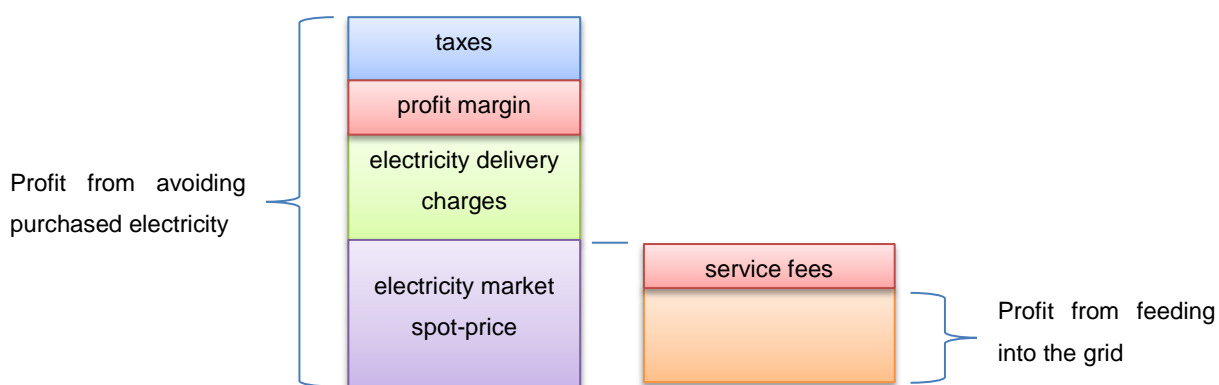 taxes
profit margin
electricity delivery
charges
Profit from avoiding
purchased electricity
electricity market
spot-price
service fees
Profit from feeding
into the grid